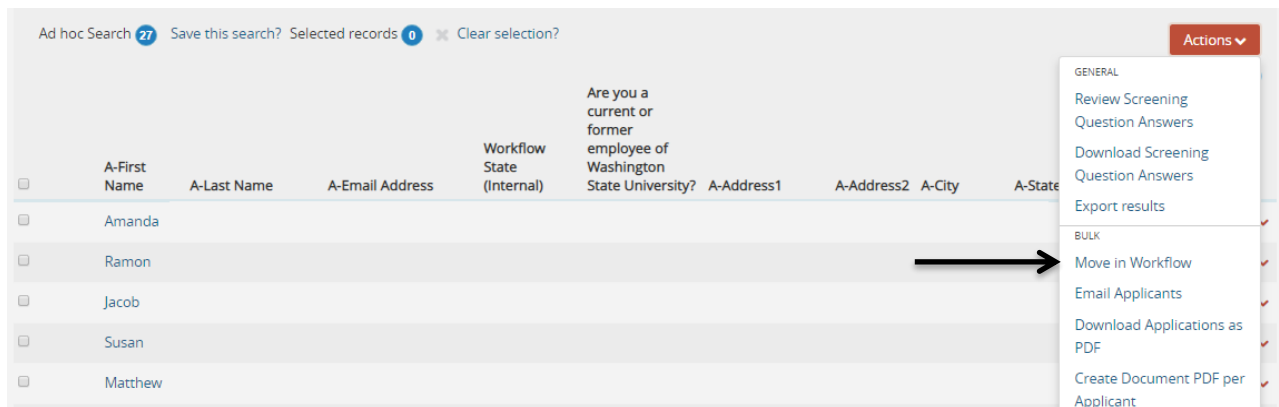 Ad hoc Search 27 Save this search? Selected records 0 Clear selection?
Actions
GENERAL
Review Screening
Question Answers
Download Screening
Question Answers
Export results
BULK
Move in Workflow
Email Applicants
Download Applications as
PDF
Create Document PDF per
Applicant
A-First
Name
A-Last Name
A-Email Address
Workflow
State
(Internal)
Are you a
current or
former
employee of
Washington
State University?
A-Address1
A-Address2
A-City
A-State
Amanda
Ramon
Jacob
Susan
Matthew